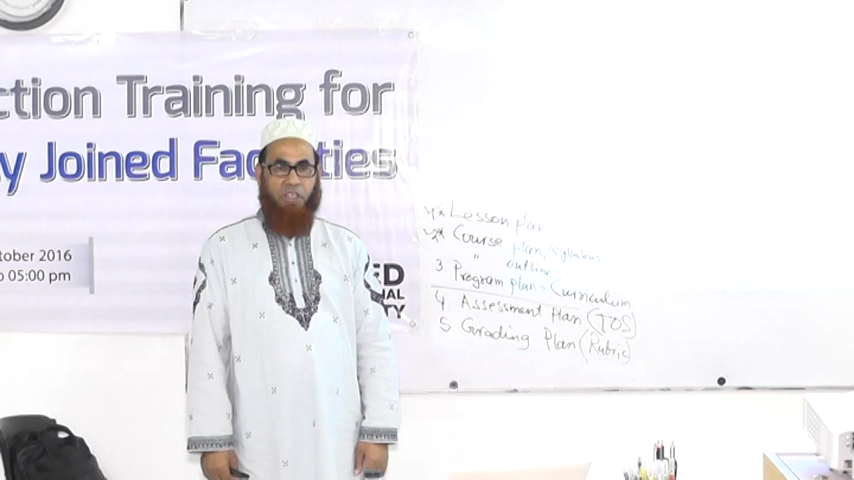 ction Training for
y Joined Fac ties
tober 2016
o 05:00 pm
ED
NAL
TY
Lesson plan
2 Course plan/Syllabus
" outline
3. Program plan - Curriculum
4. Assessment Plan (TOS)
5. Grading Plan (Rubric)